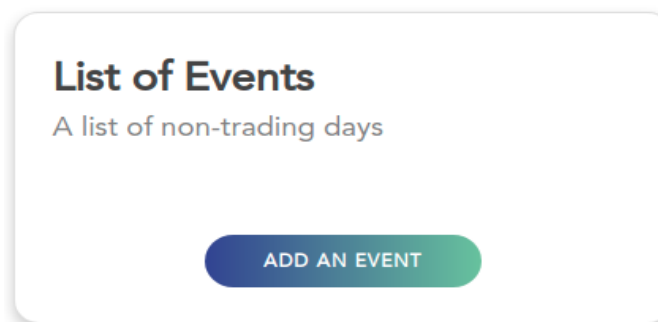 List of Events
A list of non-trading days
ADD AN EVENT